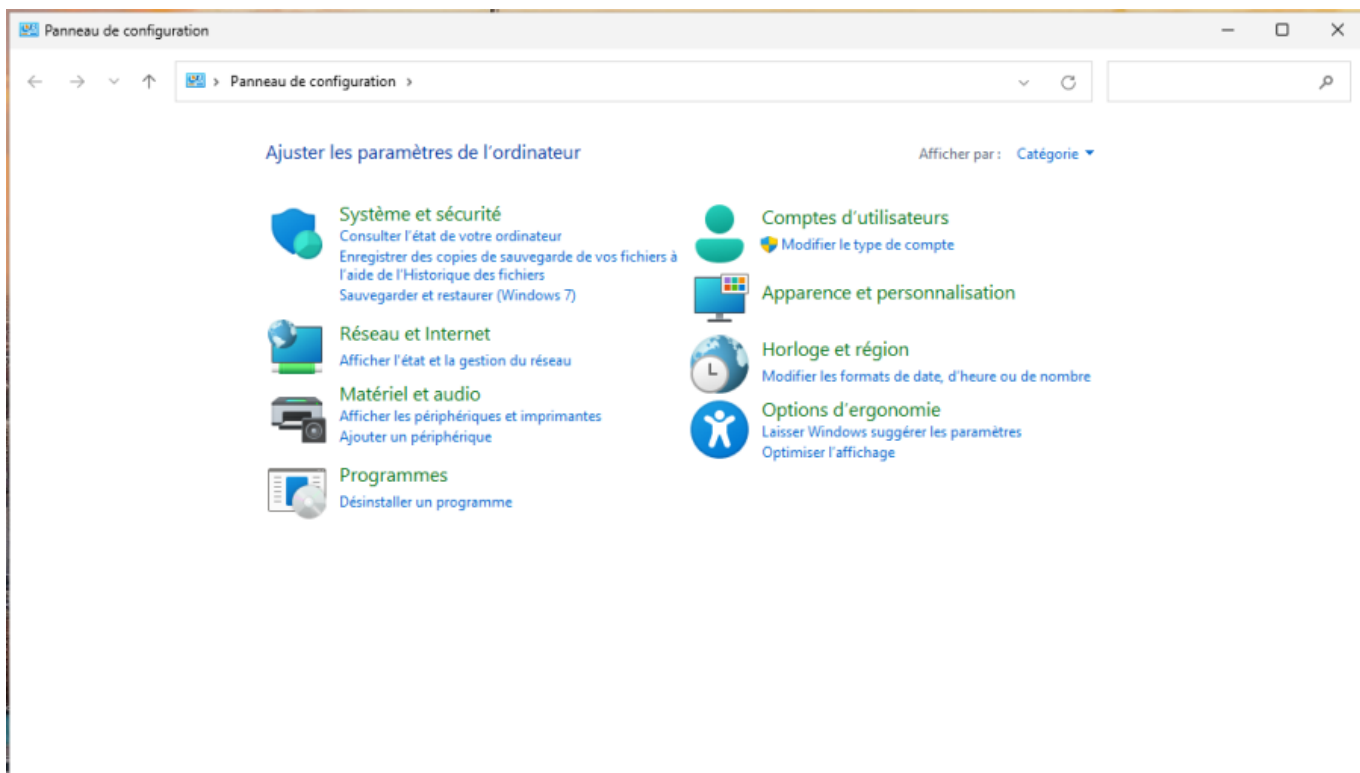 Panneau de configuration
Panneau de configuration
Ajuster les paramètres de l'ordinateur
Afficher par : Catégorie
Système et sécurité
Consulter l'état de votre ordinateur
Enregistrer des copies de sauvegarde de vos fichiers à
l'aide de l'Historique des fichiers
Sauvegarder et restaurer (Windows 7)
Réseau et Internet
Afficher l'état et la gestion du réseau
Matériel et audio
Afficher les périphériques et imprimantes
Ajouter un périphérique
Programmes
Désinstaller un programme
Comptes d'utilisateurs
Modifier le type de compte
Apparence et personnalisation
Horloge et région
Modifier les formats de date, d'heure ou de nombre
Options d'ergonomie
Laisser Windows suggérer les paramètres
Optimiser l'affichage